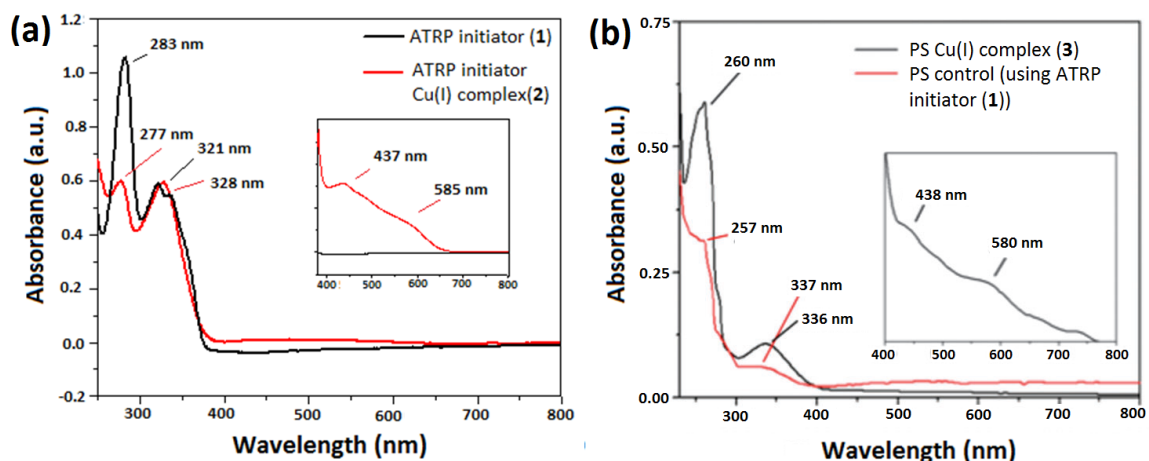 (a)
1.2
1.0
0.8
0.6
0.4
0.2
0.0
-0.2
Absorbance (a.u.)
283 nm
277 nm
321 nm
328 nm
ATRP initiator (1)
ATRP initiator
Cu(I) complex(2)
437 nm
585 nm
400 500 600 700 800
300 400 500 600 700 800
Wavelength (nm)
(b)
0.75
0.50
0.25
0.00
Absorbance (a.u.)
260 nm
257 nm
337 nm
336 nm
PS Cu(I) complex (3)
PS control (using ATRP
initiator (1))
438 nm
580 nm
400 500 600 700 800
300 400 500 600 700 800
Wavelength (nm)